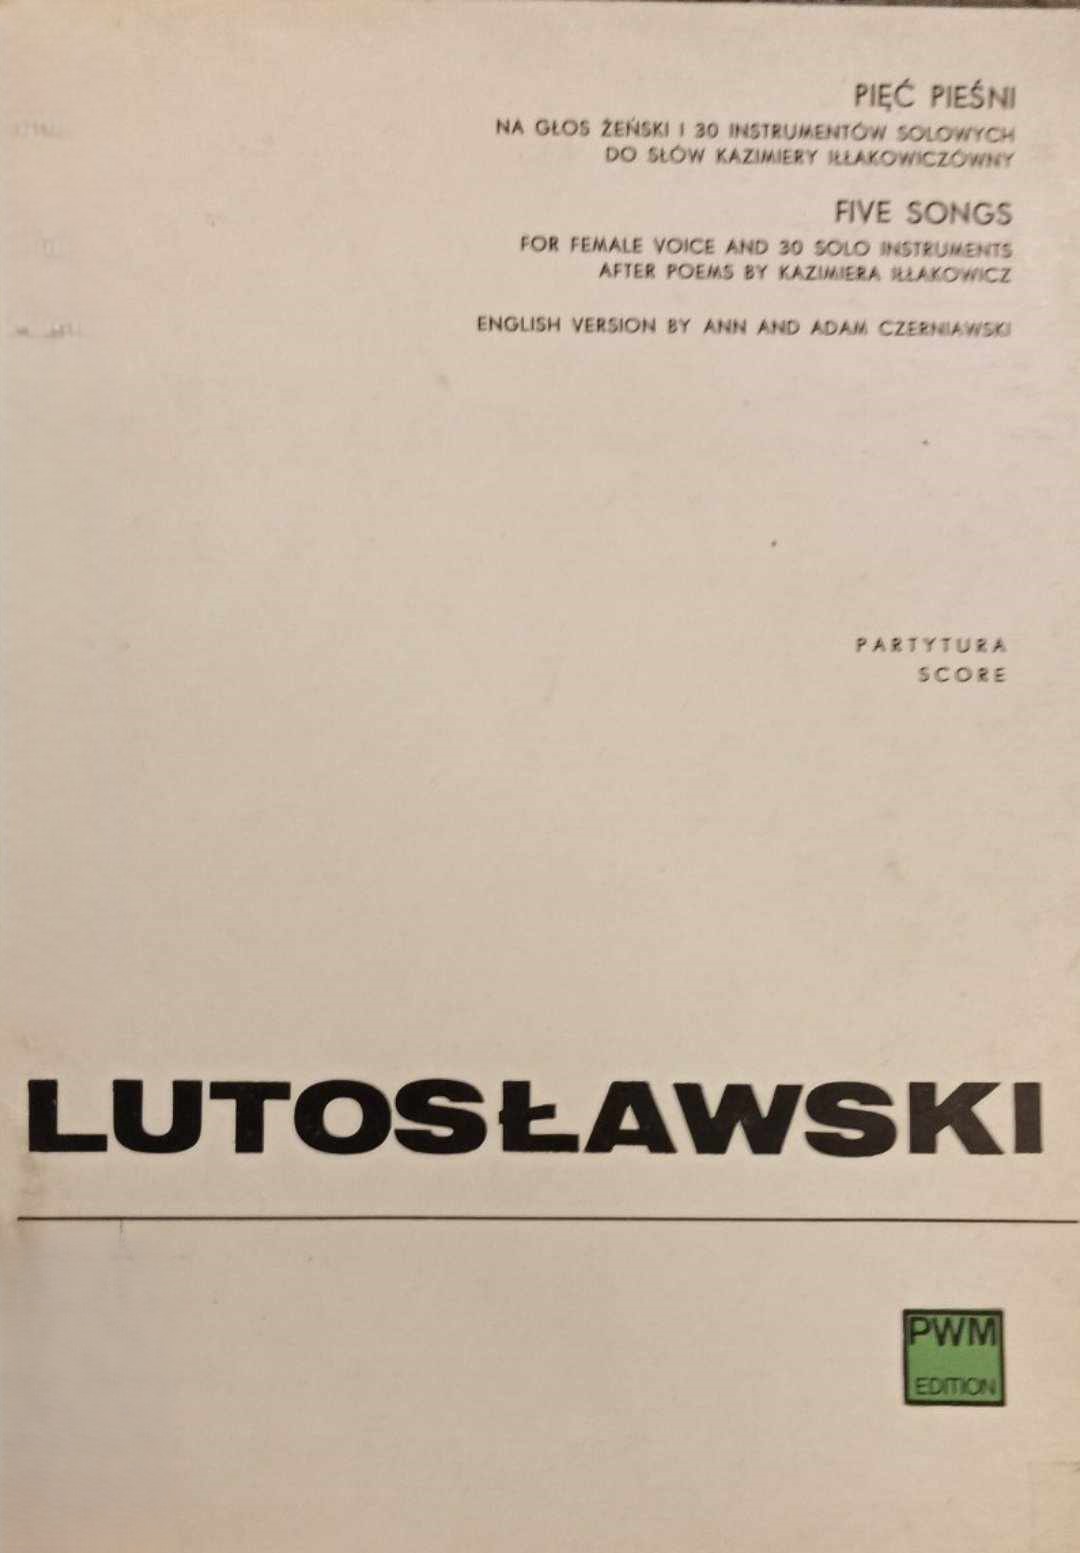 PIĘĆ PIEŚNI
NA GŁOS ŻEŃSKI I 30 INSTRUMENTÓW SOLOWYCH
DO SŁÓW KAZIMIERY IŁŁAKOWICZÓWNY
FIVE SONGS
FOR FEMALE VOICE AND 30 SOLO INSTRUMENTS
AFTER POEMS BY KAZIMIERA IŁŁAKOWICZ
ENGLISH VERSION BY ANN AND ADAM CZERNIAWSKI
PARTYTURA
SCORE
LUTOSŁAWSKI
PWM
EDITION